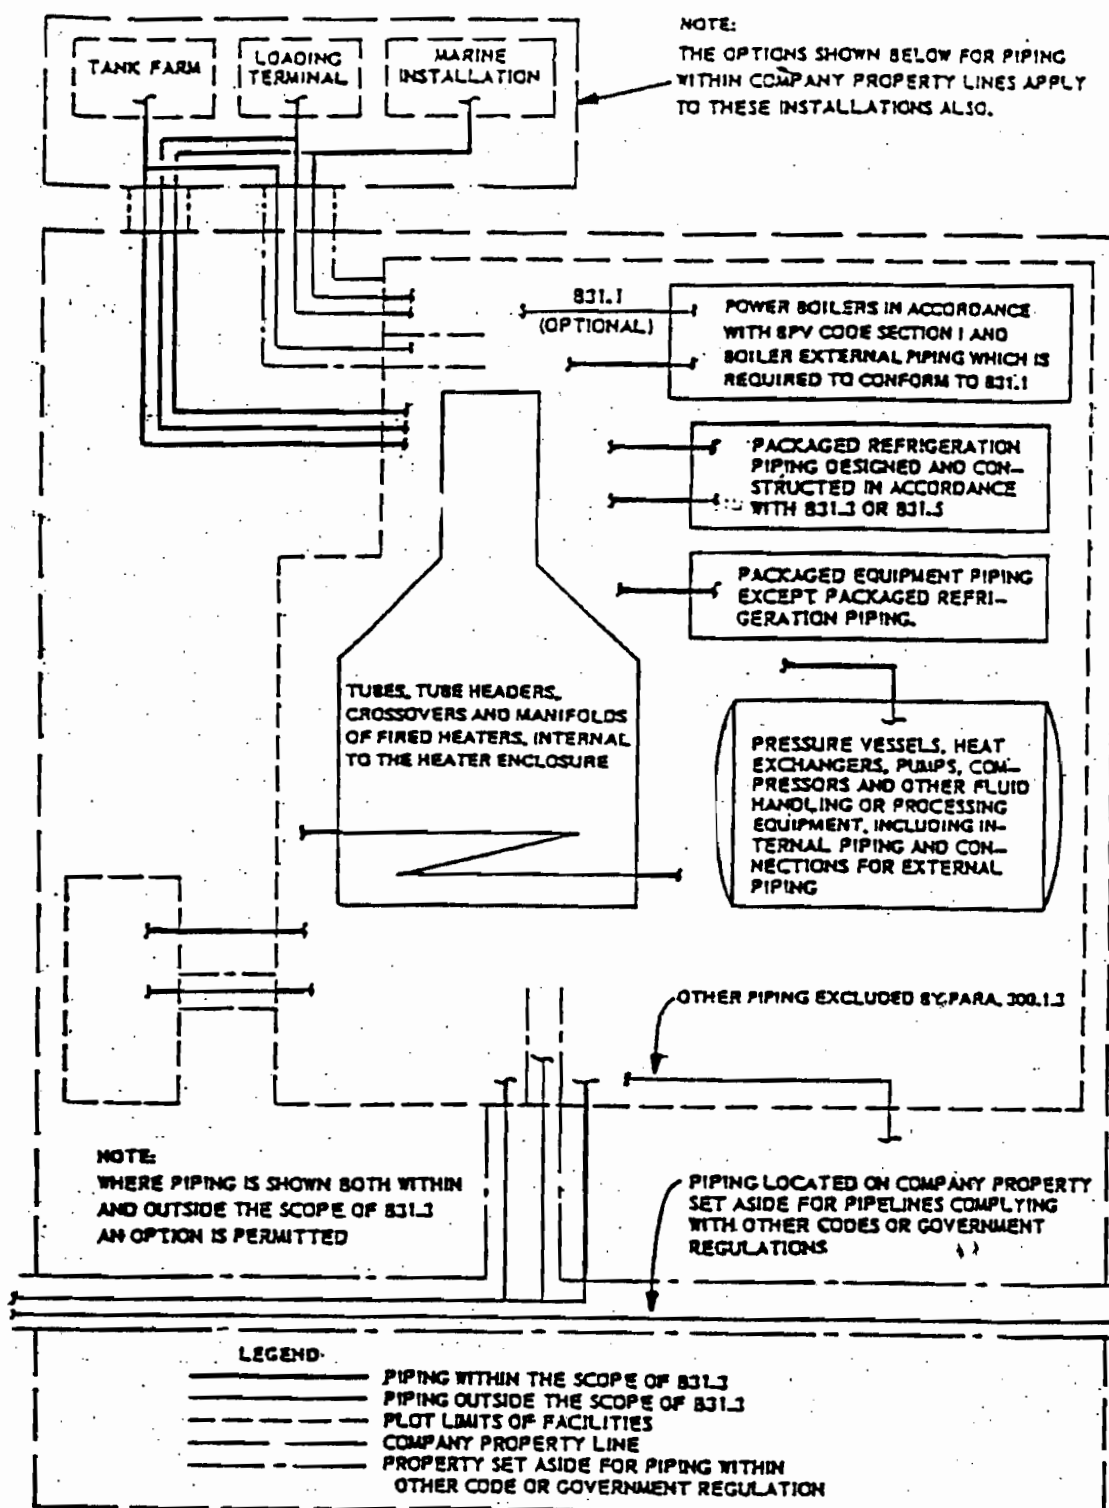 NOTE:
THE OPTIONS SHOWN BELOW FOR PIPING
WITHIN COMPANY PROPERTY LINES APPLY
TO THESE INSTALLATIONS ALSO.
TANK FARM
LOADING
TERMINAL
MARINE
INSTALLATION
831.1
(OPTIONAL)
POWER BOILERS IN ACCORDANCE
WITH BPV CODE SECTION I AND
BOILER EXTERNAL PIPING WHICH IS
REQUIRED TO CONFORM TO 831.1
PACKAGED REFRIGERATION
PIPING DESIGNED AND CON-
STRUCTED IN ACCORDANCE
WITH 831.3 OR 831.5
PACKAGED EQUIPMENT PIPING
EXCEPT PACKAGED REFRI-
GERATION PIPING.
TUBES, TUBE HEADERS,
CROSSOVERS AND MANIFOLDS
OF FIRED HEATERS, INTERNAL
TO THE HEATER ENCLOSURE
PRESSURE VESSELS, HEAT
EXCHANGERS, PUMPS, COM-
PRESSORS AND OTHER FLUID
HANDLING OR PROCESSING
EQUIPMENT, INCLUDING IN-
TERNAL PIPING AND CON-
NECTIONS FOR EXTERNAL
PIPING
OTHER PIPING EXCLUDED BY PARA. 300.1.3
NOTE:
WHERE PIPING IS SHOWN BOTH WITHIN
AND OUTSIDE THE SCOPE OF 831.3
AN OPTION IS PERMITTED
PIPING LOCATED ON COMPANY PROPERTY
SET ASIDE FOR PIPELINES COMPLYING
WITH OTHER CODES OR GOVERNMENT
REGULATIONS
LEGEND
PIPING WITHIN THE SCOPE OF 831.3
PIPING OUTSIDE THE SCOPE OF 831.3
PLOT LIMITS OF FACILITIES
COMPANY PROPERTY LINE
PROPERTY SET ASIDE FOR PIPING WITHIN
OTHER CODE OR GOVERNMENT REGULATION